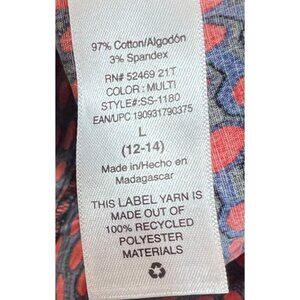 97% Cotton/Algodón
3% Spandex
RN# 52469 21T
COLOR : MULTI
STYLE#:SS-1180
EAN/UPC 190931790375
L
(12-14)
Made in/Hecho en
Madagascar
THIS LABEL YARN IS
MADE OUT OF
100% RECYCLED
POLYESTER
MATERIALS